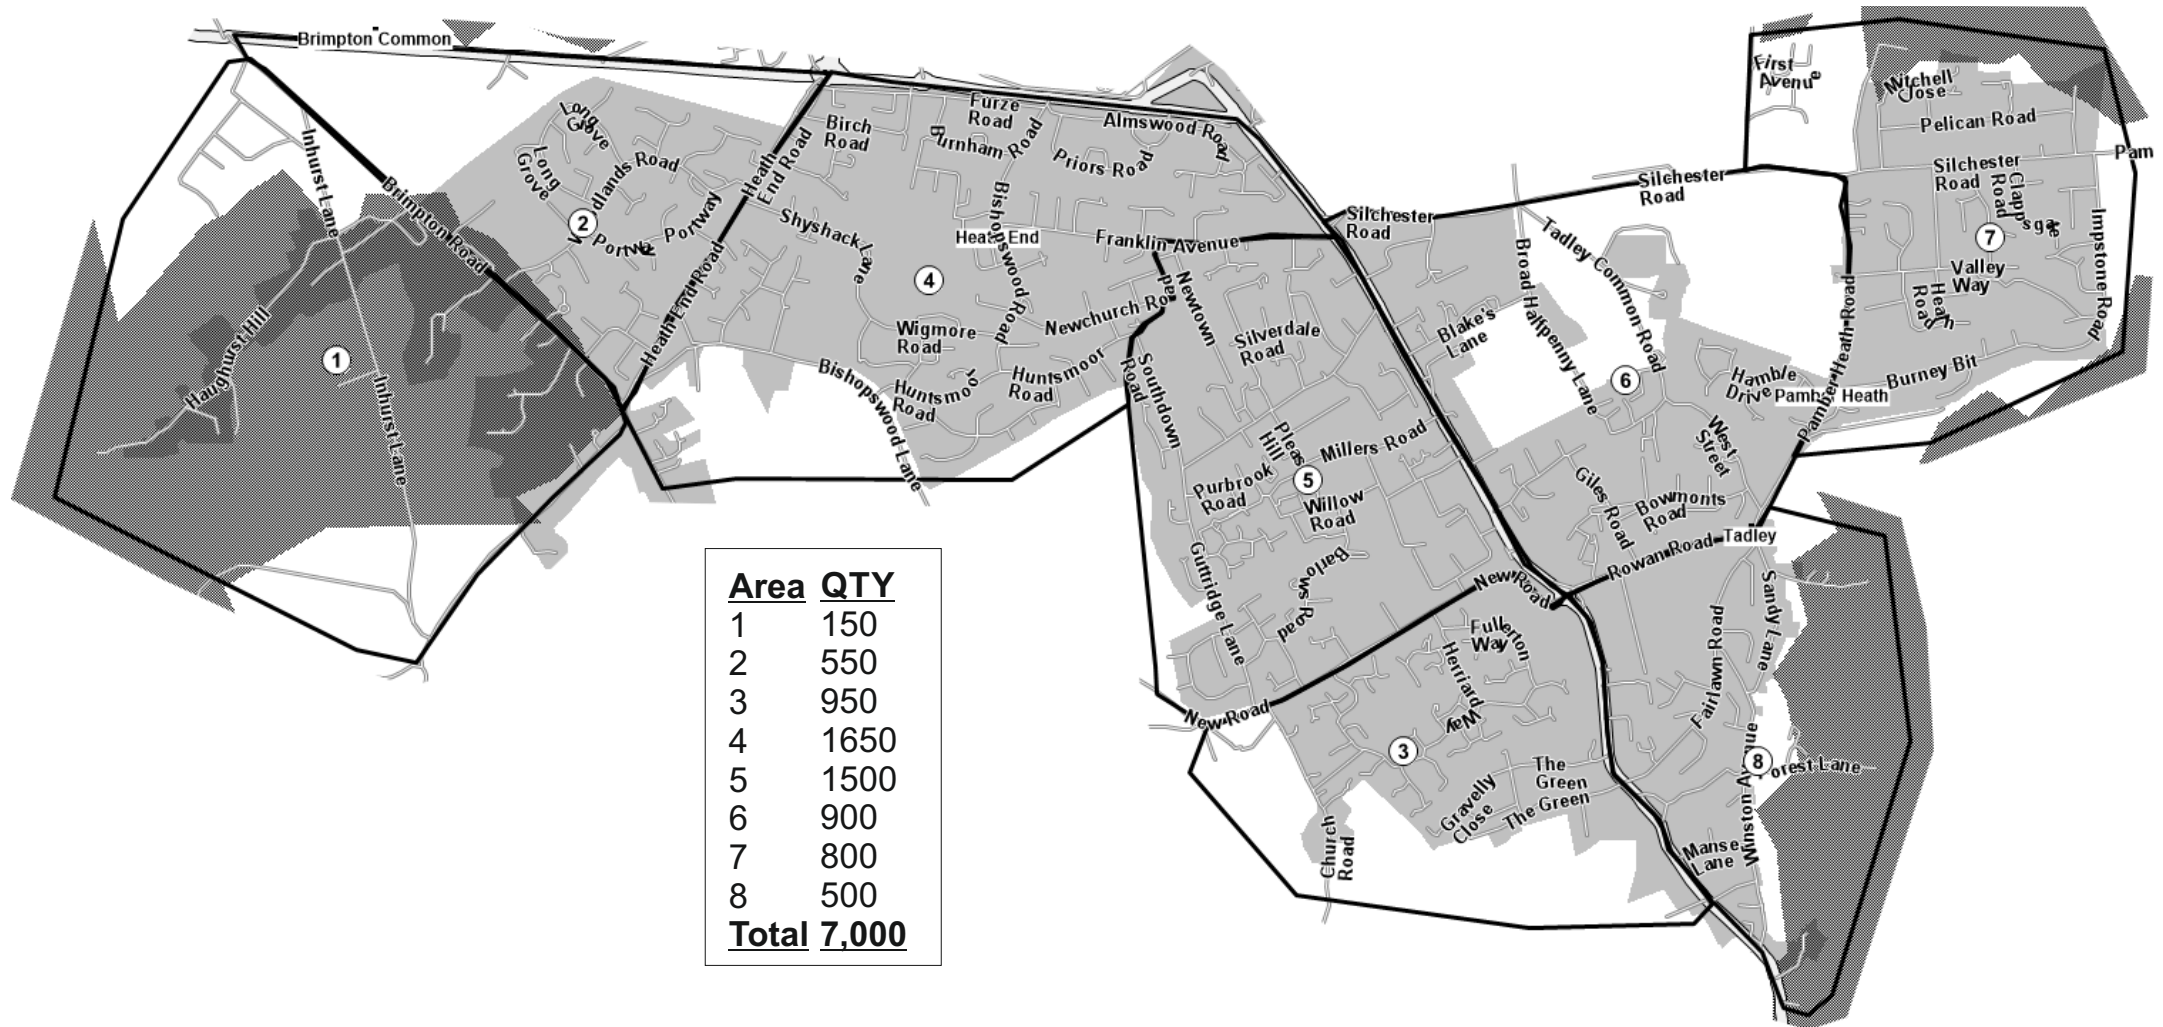 Brimpton Common
Inhurst Lane
Brimpton Road
Haughurst Hill
1
Inhurst Lane
Long
Grove
Long
Grove
dlands Road
2
Portway
Heath
End Road
Heath End Road
Heath End Road
Birch
Road
Furze
Road
Burnham Road
Priors Road
Almswood Road
Shyshack Lane
Bishopswood Road
Heath End
4
Franklin Avenue
Newchurch Ro
ad
Wigmore
Road
Huntsmoor
Road
Huntsmo
or
Road
Bishopswood Lane
Newtown
Silverdale
Road
Southdown
Road
Pleas
Hill
Millers Road
Purbrook
Road
5
Willow
Road
Barlows Road
Guttridge Lane
New Road
New Road
Silchester
Road
Silchester
Road
Broad Halfpenny Lane
Tadley Common Road
Blake's
Lane
6
Hamble
Drive
Pamber Heath
Pamber Heath Road
West
Street
Giles Road
Bowmonts
Road
Rowan Road
Tadley
First
Avenue
Mitchell
Close
Pelican Road
Silchester
Road
Pam
Clappsgate
Road
7
Impstone Road
Valley
Way
Heath
Road
Burney Bit
Fullerton
Way
Herriard
Way
3
The
Green
The Green
Gravelly
Close
Church
Road
Sandy Lane
Fairlawn Road
8
Forest Lane
Winston Avenue
Manse
Lane
Area QTY
1 150
2 550
3 950
4 1650
5 1500
6 900
7 800
8 500
Total 7,000